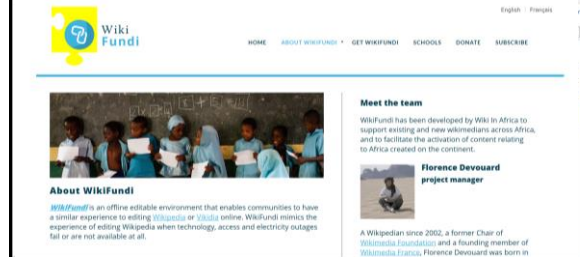 English | Français
Wiki
Fundi
HOME ABOUT WIKIFUNDI GET WIKIFUNDI SCHOOLS DONATE SUBSCRIBE
About WikiFundi
WikiFundi is an offline editable environment that enables communities to have
a similar experience to editing Wikipedia or Vikidia online. WikiFundi mimics the
experience of editing Wikipedia when technology, access and electricity outages
fail or are not available at all.
Meet the team
WikiFundi has been developed by Wiki In Africa to
support existing and new wikimedians across Africa,
and to facilitate the activation of content relating
to Africa created on the continent.
Florence Devouard
project manager
A Wikipedian since 2002, a former Chair of
Wikimedia Foundation and a founding member of
Wikimedia France, Florence Devouard was born in